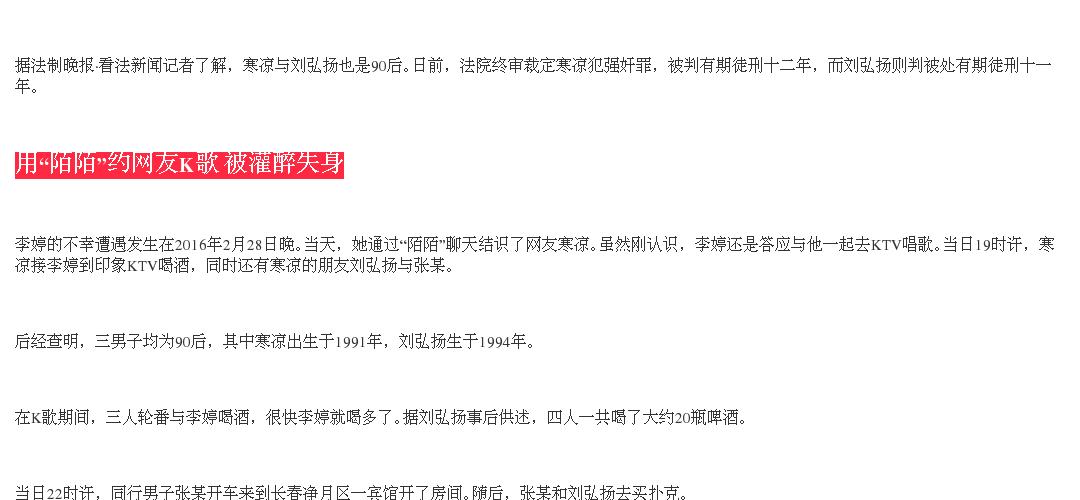 据法制晚报·看法新闻记者了解，寒凉与刘弘扬也是90后。日前，法院终审裁定寒凉犯强奸罪，被判有期徒刑十二年，而刘弘扬则判被处有期徒刑十一
年。
用“陌陌”约网友K歌 被灌醉失身
李婷的不幸遭遇发生在2016年2月28日晚。当天，她通过“陌陌”聊天结识了网友寒凉。虽然刚认识，李婷还是答应与他一起去KTV唱歌。当日19时许，寒
凉接李婷到印象KTV喝酒，同时还有寒凉的朋友刘弘扬与张某。
后经查明，三男子均为90后，其中寒凉出生于1991年，刘弘扬生于1994年。
在K歌期间，三人轮番与李婷喝酒，很快李婷就喝多了。据刘弘扬事后供述，四人一共喝了大约20瓶啤酒。
当日22时许，同行男子张某开车来到长春净月区一宾馆开了房间。随后，张某和刘弘扬去买扑克。